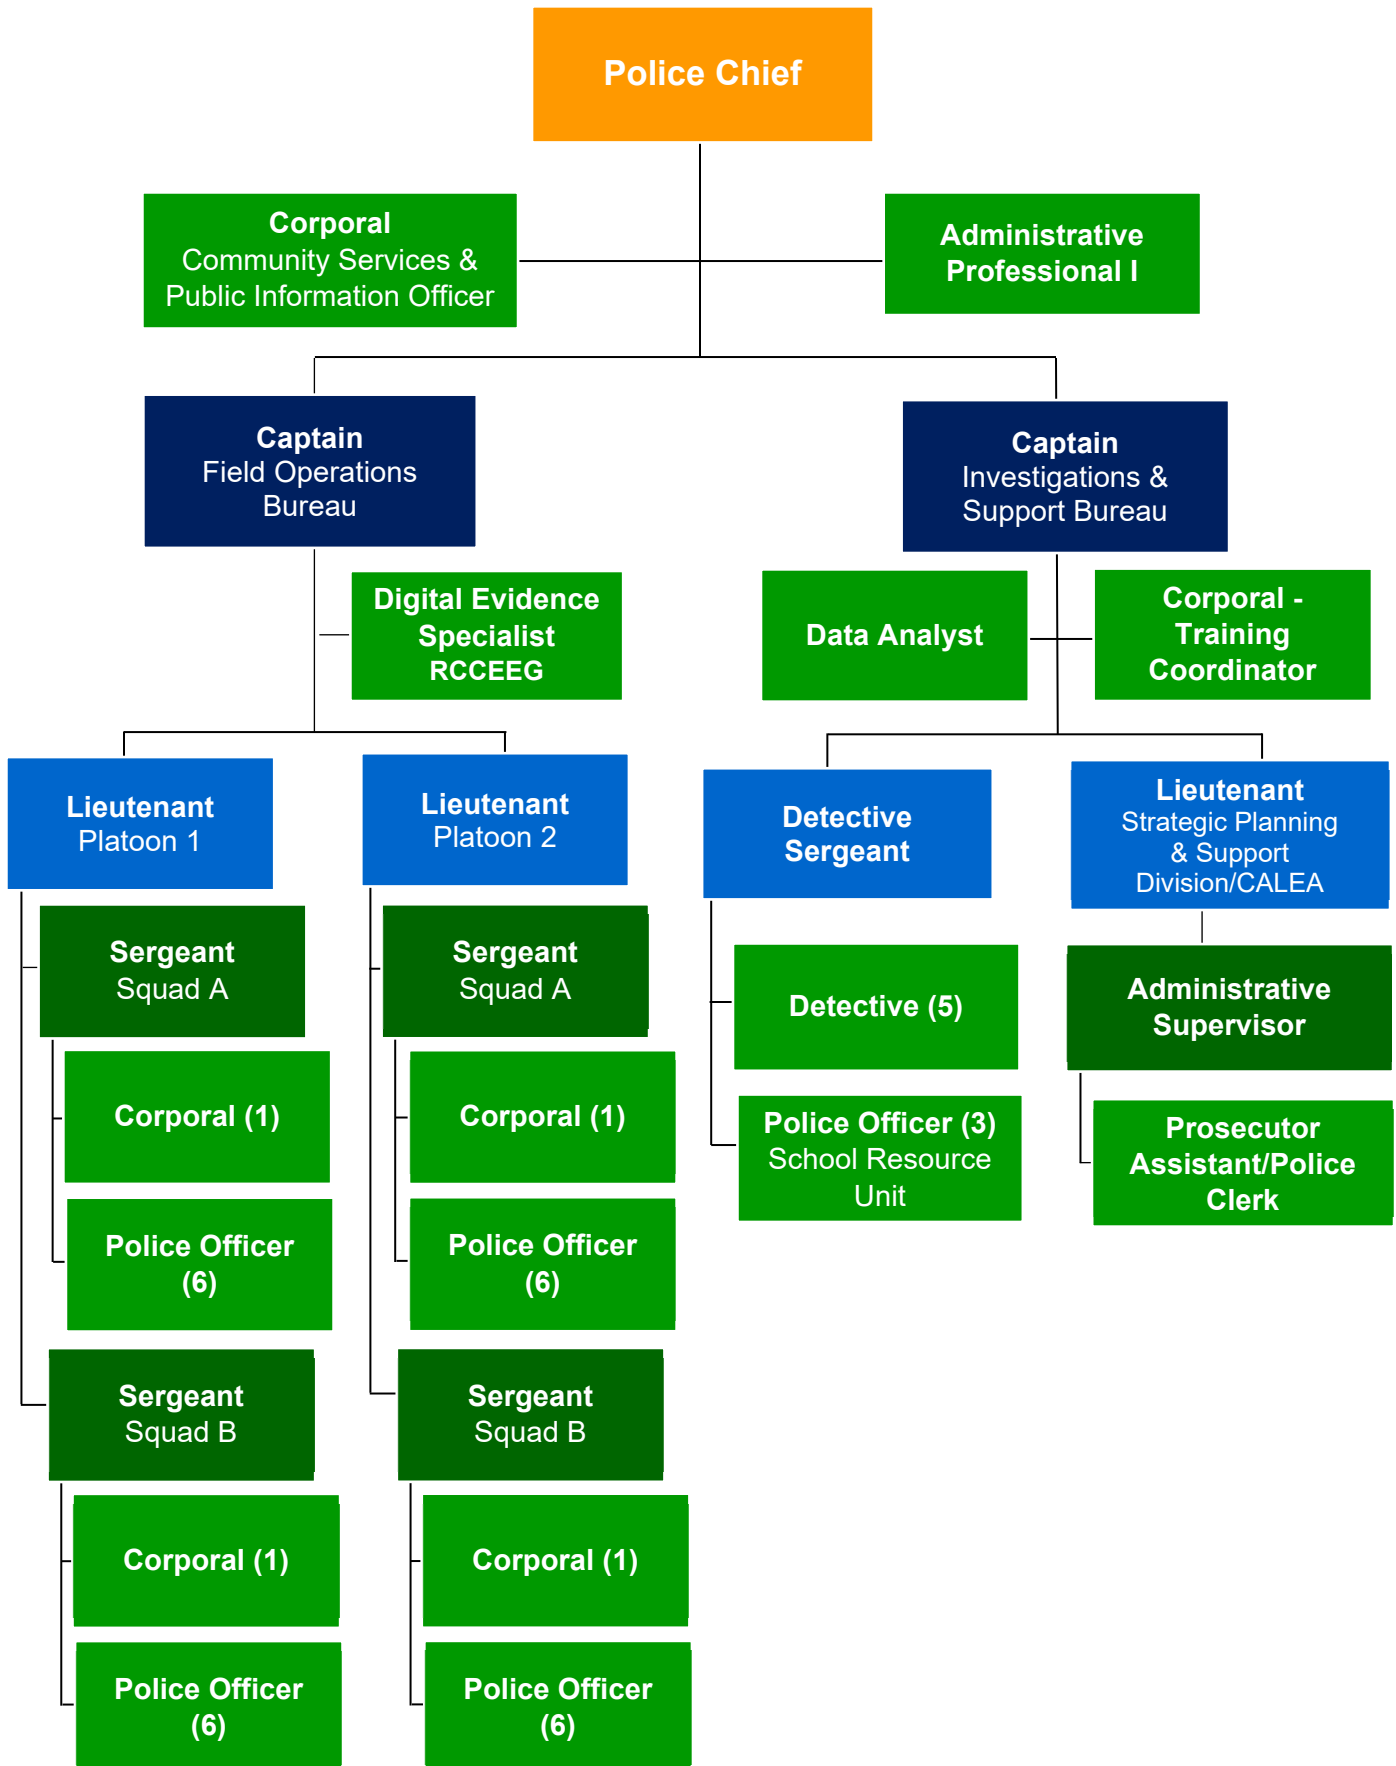 Police Chief
Corporal
Community Services &
Public Information Officer
Administrative
Professional I
Captain
Field Operations
Bureau
Captain
Investigations &
Support Bureau
Digital Evidence
Specialist
RCCEEG
Data Analyst
Corporal -
Training
Coordinator
Lieutenant
Platoon 1
Lieutenant
Platoon 2
Detective
Sergeant
Lieutenant
Strategic Planning
& Support
Division/CALEA
Sergeant
Squad A
Sergeant
Squad A
Detective (5)
Administrative
Supervisor
Corporal (1)
Corporal (1)
Police Officer (3)
School Resource
Unit
Prosecutor
Assistant/Police
Clerk
Police Officer
(6)
Police Officer
(6)
Sergeant
Squad B
Sergeant
Squad B
Corporal (1)
Corporal (1)
Police Officer
(6)
Police Officer
(6)